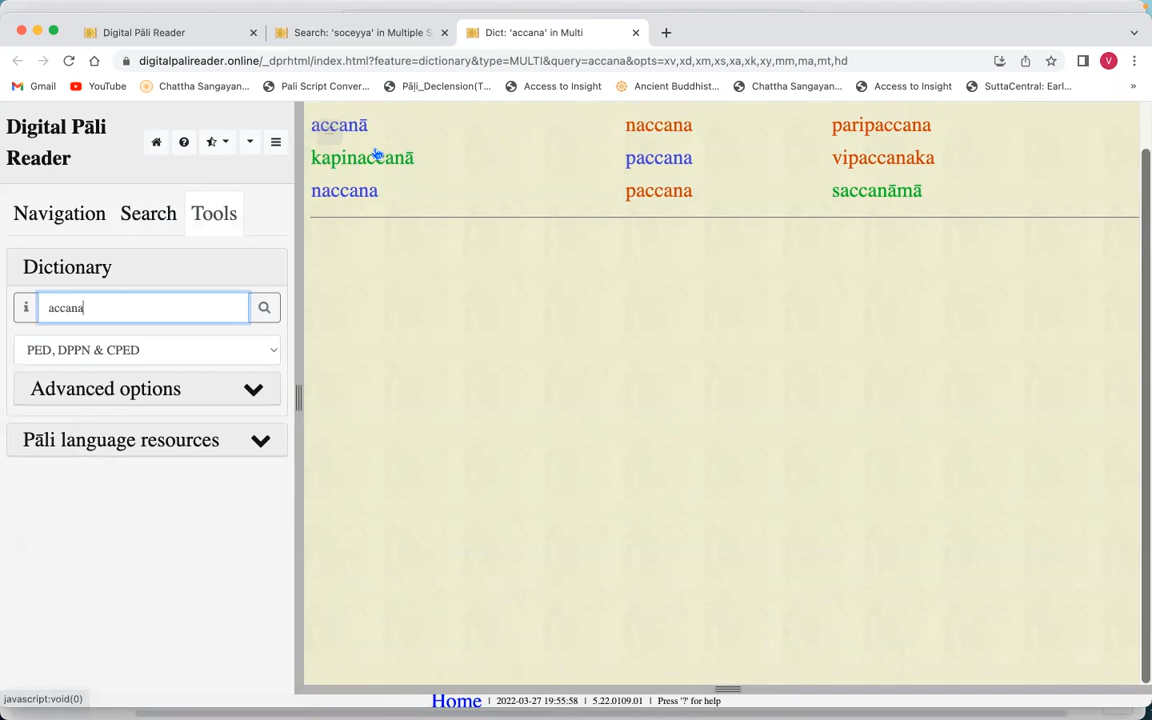 Digital Pāli Reader
Search: 'soceyya' in Multiple S
Dict: 'accana' in Multi
digitalpalireader.online/_dprhtml/index.html?feature=dictionary&type=MULTI&query=accana&opts=xv,xd,xm,xs,xa,xk,xy,mm,ma,mt,hd
V
Gmail
YouTube
Chattha Sangayan...
Pali Script Conver...
Pāḷi_Declension(T...
Access to Insight
Ancient Buddhist...
Chattha Sangayan...
Access to Insight
SuttaCentral: Earl...
»
Digital Pāli
Reader
Navigation
Search
Tools
Dictionary
accana
PED, DPPN & CPED
Advanced options
Pāli language resources
accanā
naccana
paripaccana
kapinaccanā
paccana
vipaccanaka
naccana
paccana
saccanāmā
javascript:void(0)
Home | 2022-03-27 19:55:58 | 5.22.0109.01 | Press '?' for help